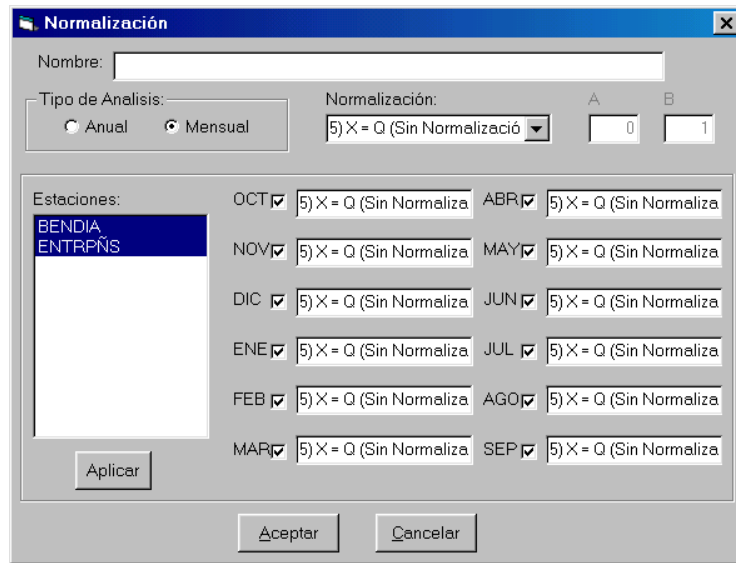 Normalización
Nombre:
Tipo de Analisis:
Anual Mensual
Normalización:
5) X = Q (Sin Normalizació
A B
0 1
Estaciones:
BENDIA
ENTRPÑS
Aplicar
OCT 5) X = Q (Sin Normaliza ABR 5) X = Q (Sin Normaliza
NOV 5) X = Q (Sin Normaliza MAY 5) X = Q (Sin Normaliza
DIC 5) X = Q (Sin Normaliza JUN 5) X = Q (Sin Normaliza
ENE 5) X = Q (Sin Normaliza JUL 5) X = Q (Sin Normaliza
FEB 5) X = Q (Sin Normaliza AGO 5) X = Q (Sin Normaliza
MAR 5) X = Q (Sin Normaliza SEP 5) X = Q (Sin Normaliza
Aceptar Cancelar